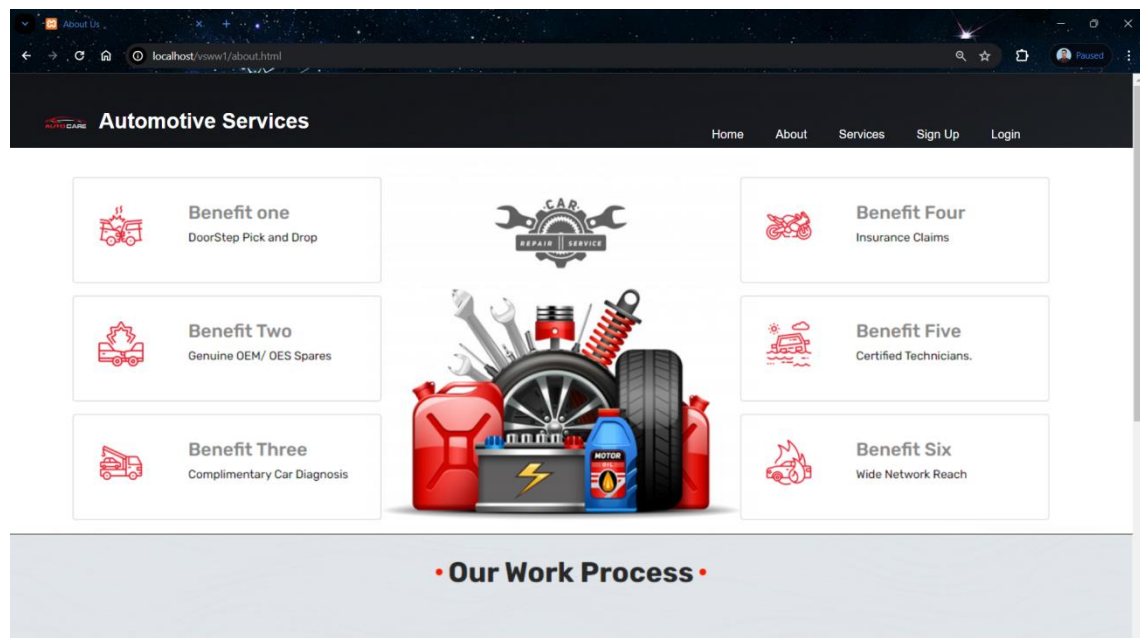 About Us
localhost/vsww1/about.html
Paused
AUTOCARE
Automotive Services
Home About Services Sign Up Login
Benefit one
DoorStep Pick and Drop
Benefit Two
Genuine OEM/ OES Spares
Benefit Three
Complimentary Car Diagnosis
CAR
REPAIR SERVICE
MOTOR
OIL
Benefit Four
Insurance Claims
Benefit Five
Certified Technicians.
Benefit Six
Wide Network Reach
• Our Work Process •